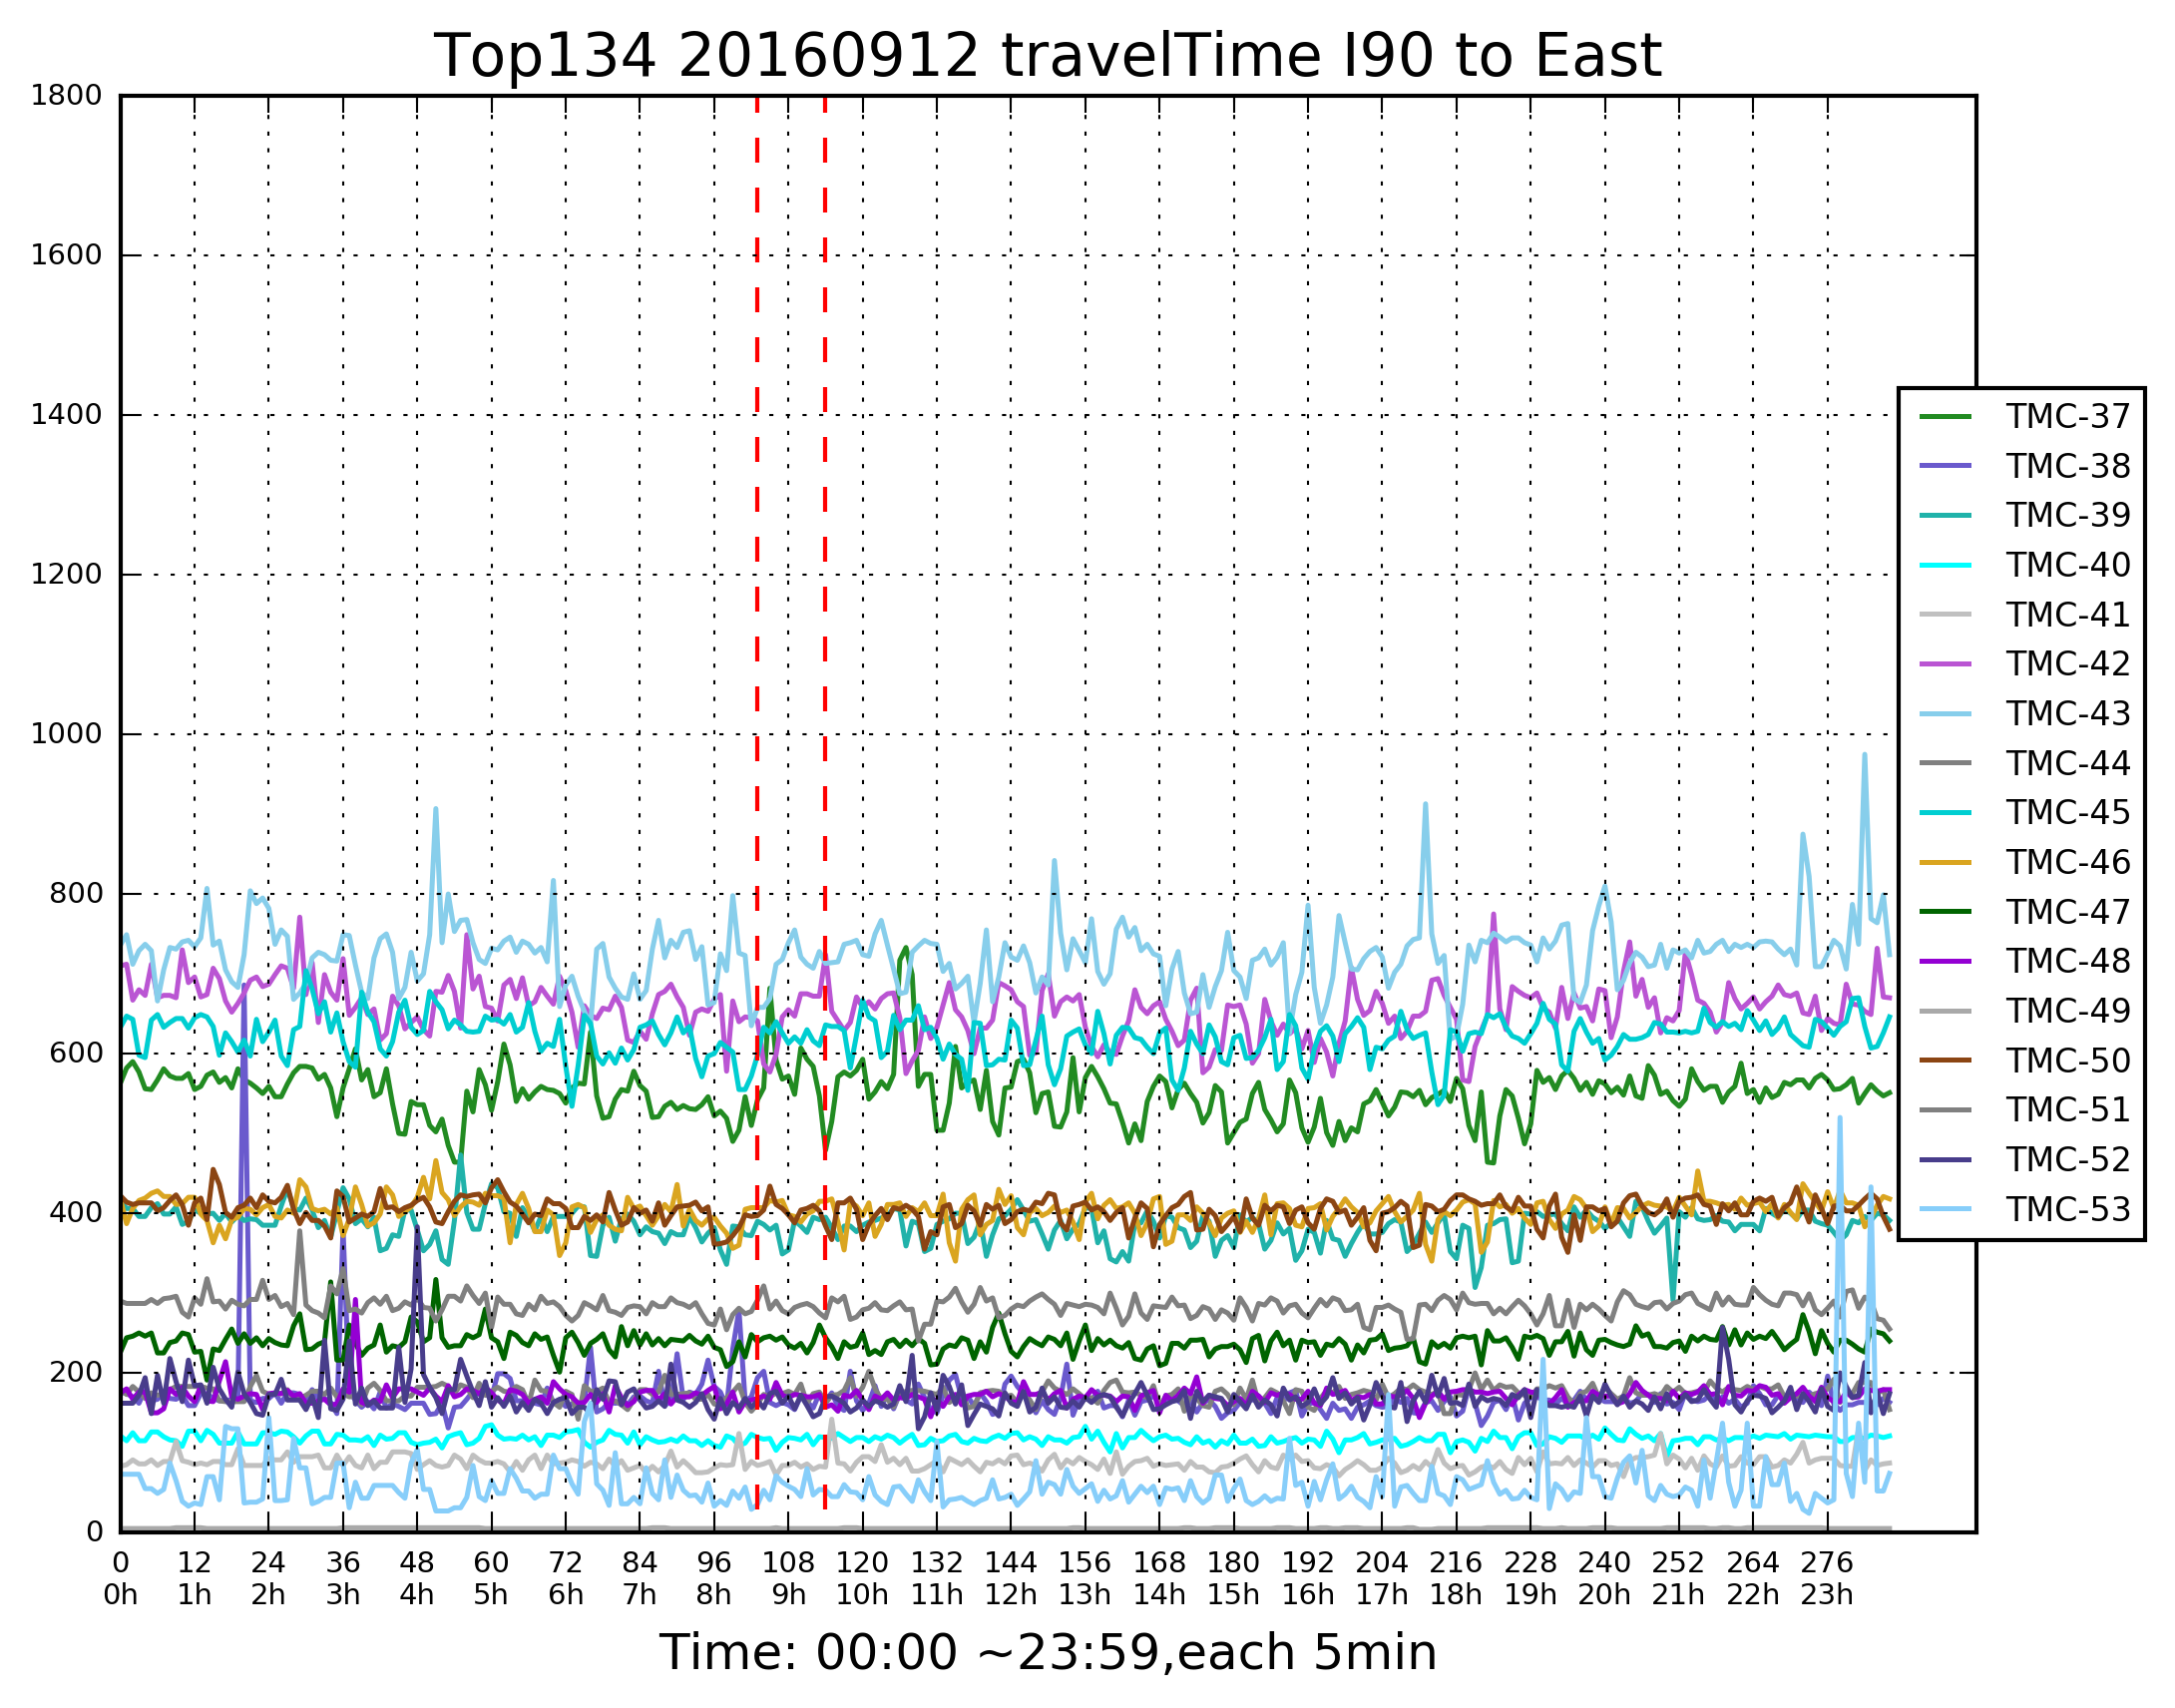 Top134 20160912 travelTime I90 to East
1800
1600
1400
1200
1000
800
600
400
200
0
TMC-37
TMC-38
TMC-39
TMC-40
TMC-41
TMC-42
TMC-43
TMC-44
TMC-45
TMC-46
TMC-47
TMC-48
TMC-49
TMC-50
TMC-51
TMC-52
TMC-53
0 12 24 36 48 60 72 84 96 108 120 132 144 156 168 180 192 204 216 228 240 252 264 276
0h 1h 2h 3h 4h 5h 6h 7h 8h 9h 10h 11h 12h 13h 14h 15h 16h 17h 18h 19h 20h 21h 22h 23h
Time: 00:00 ~23:59,each 5min